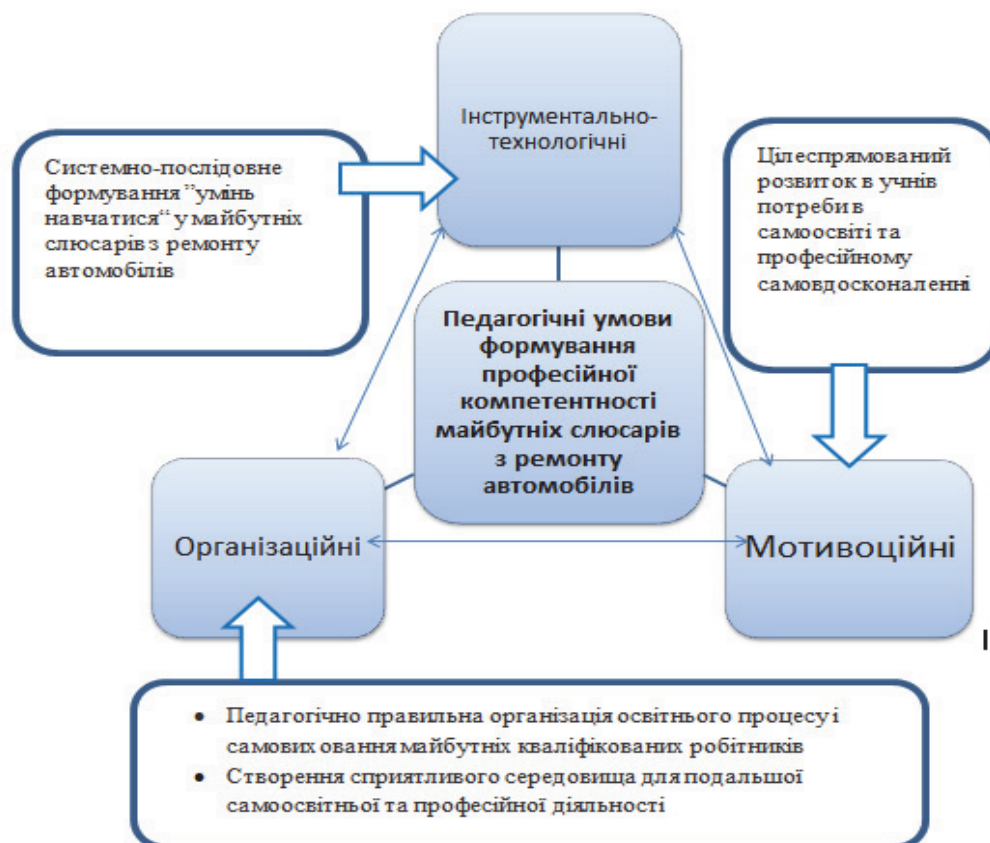 Інструментально-
технологічні
Системно-послідовне
формування ”умінь
навчатися“ у майбутніх
слюсарів з ремонту
автомобілів
Цілеспрямований
розвиток в учнів
потреби в
самоосвіті та
професійному
самовдосконаленні
Педагогічні умови
формування
професійної
компетентності
майбутніх слюсарів
з ремонту
автомобілів
Організаційні
Мотивоційні
• Педагогічно правильна організація освітнього процесу і
самовиховання майбутніх кваліфікованих робітників
• Створення сприятливого середовища для подальшої
самоосвітньої та професійної діяльності